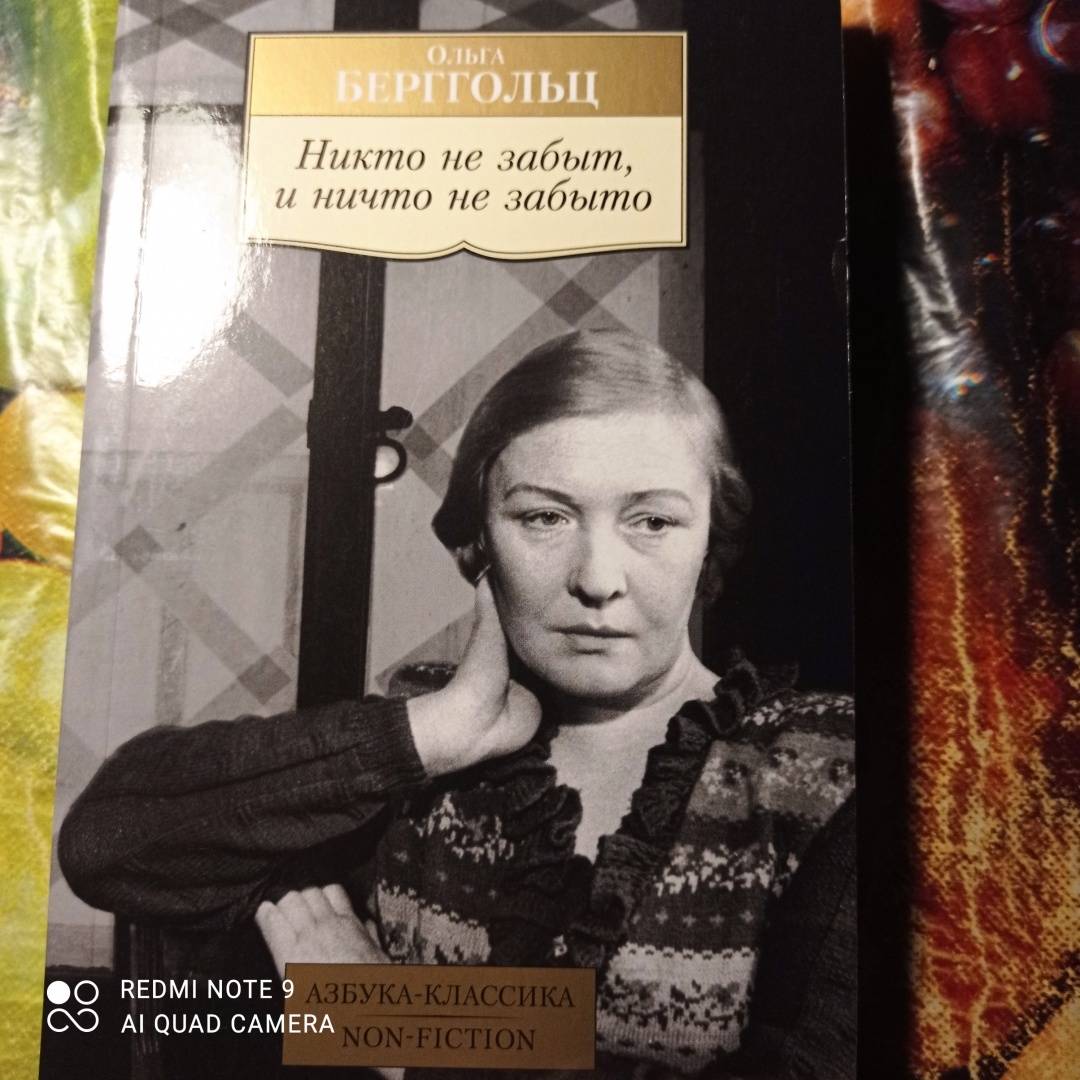 Ольга
БЕРГГОЛЬЦ
Никто не забыт,
и ничто не забыто
АЗБУКА-КЛАССИКА
NON-FICTION
REDMI NOTE 9
AI QUAD CAMERA